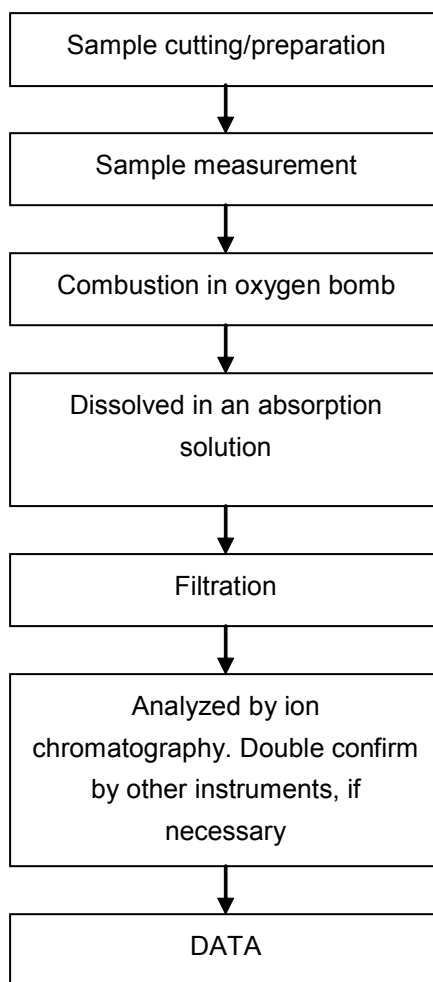 Sample cutting/preparation
Sample measurement
Combustion in oxygen bomb
Dissolved in an absorption
solution
Filtration
Analyzed by ion
chromatography. Double confirm
by other instruments, if
necessary
DATA